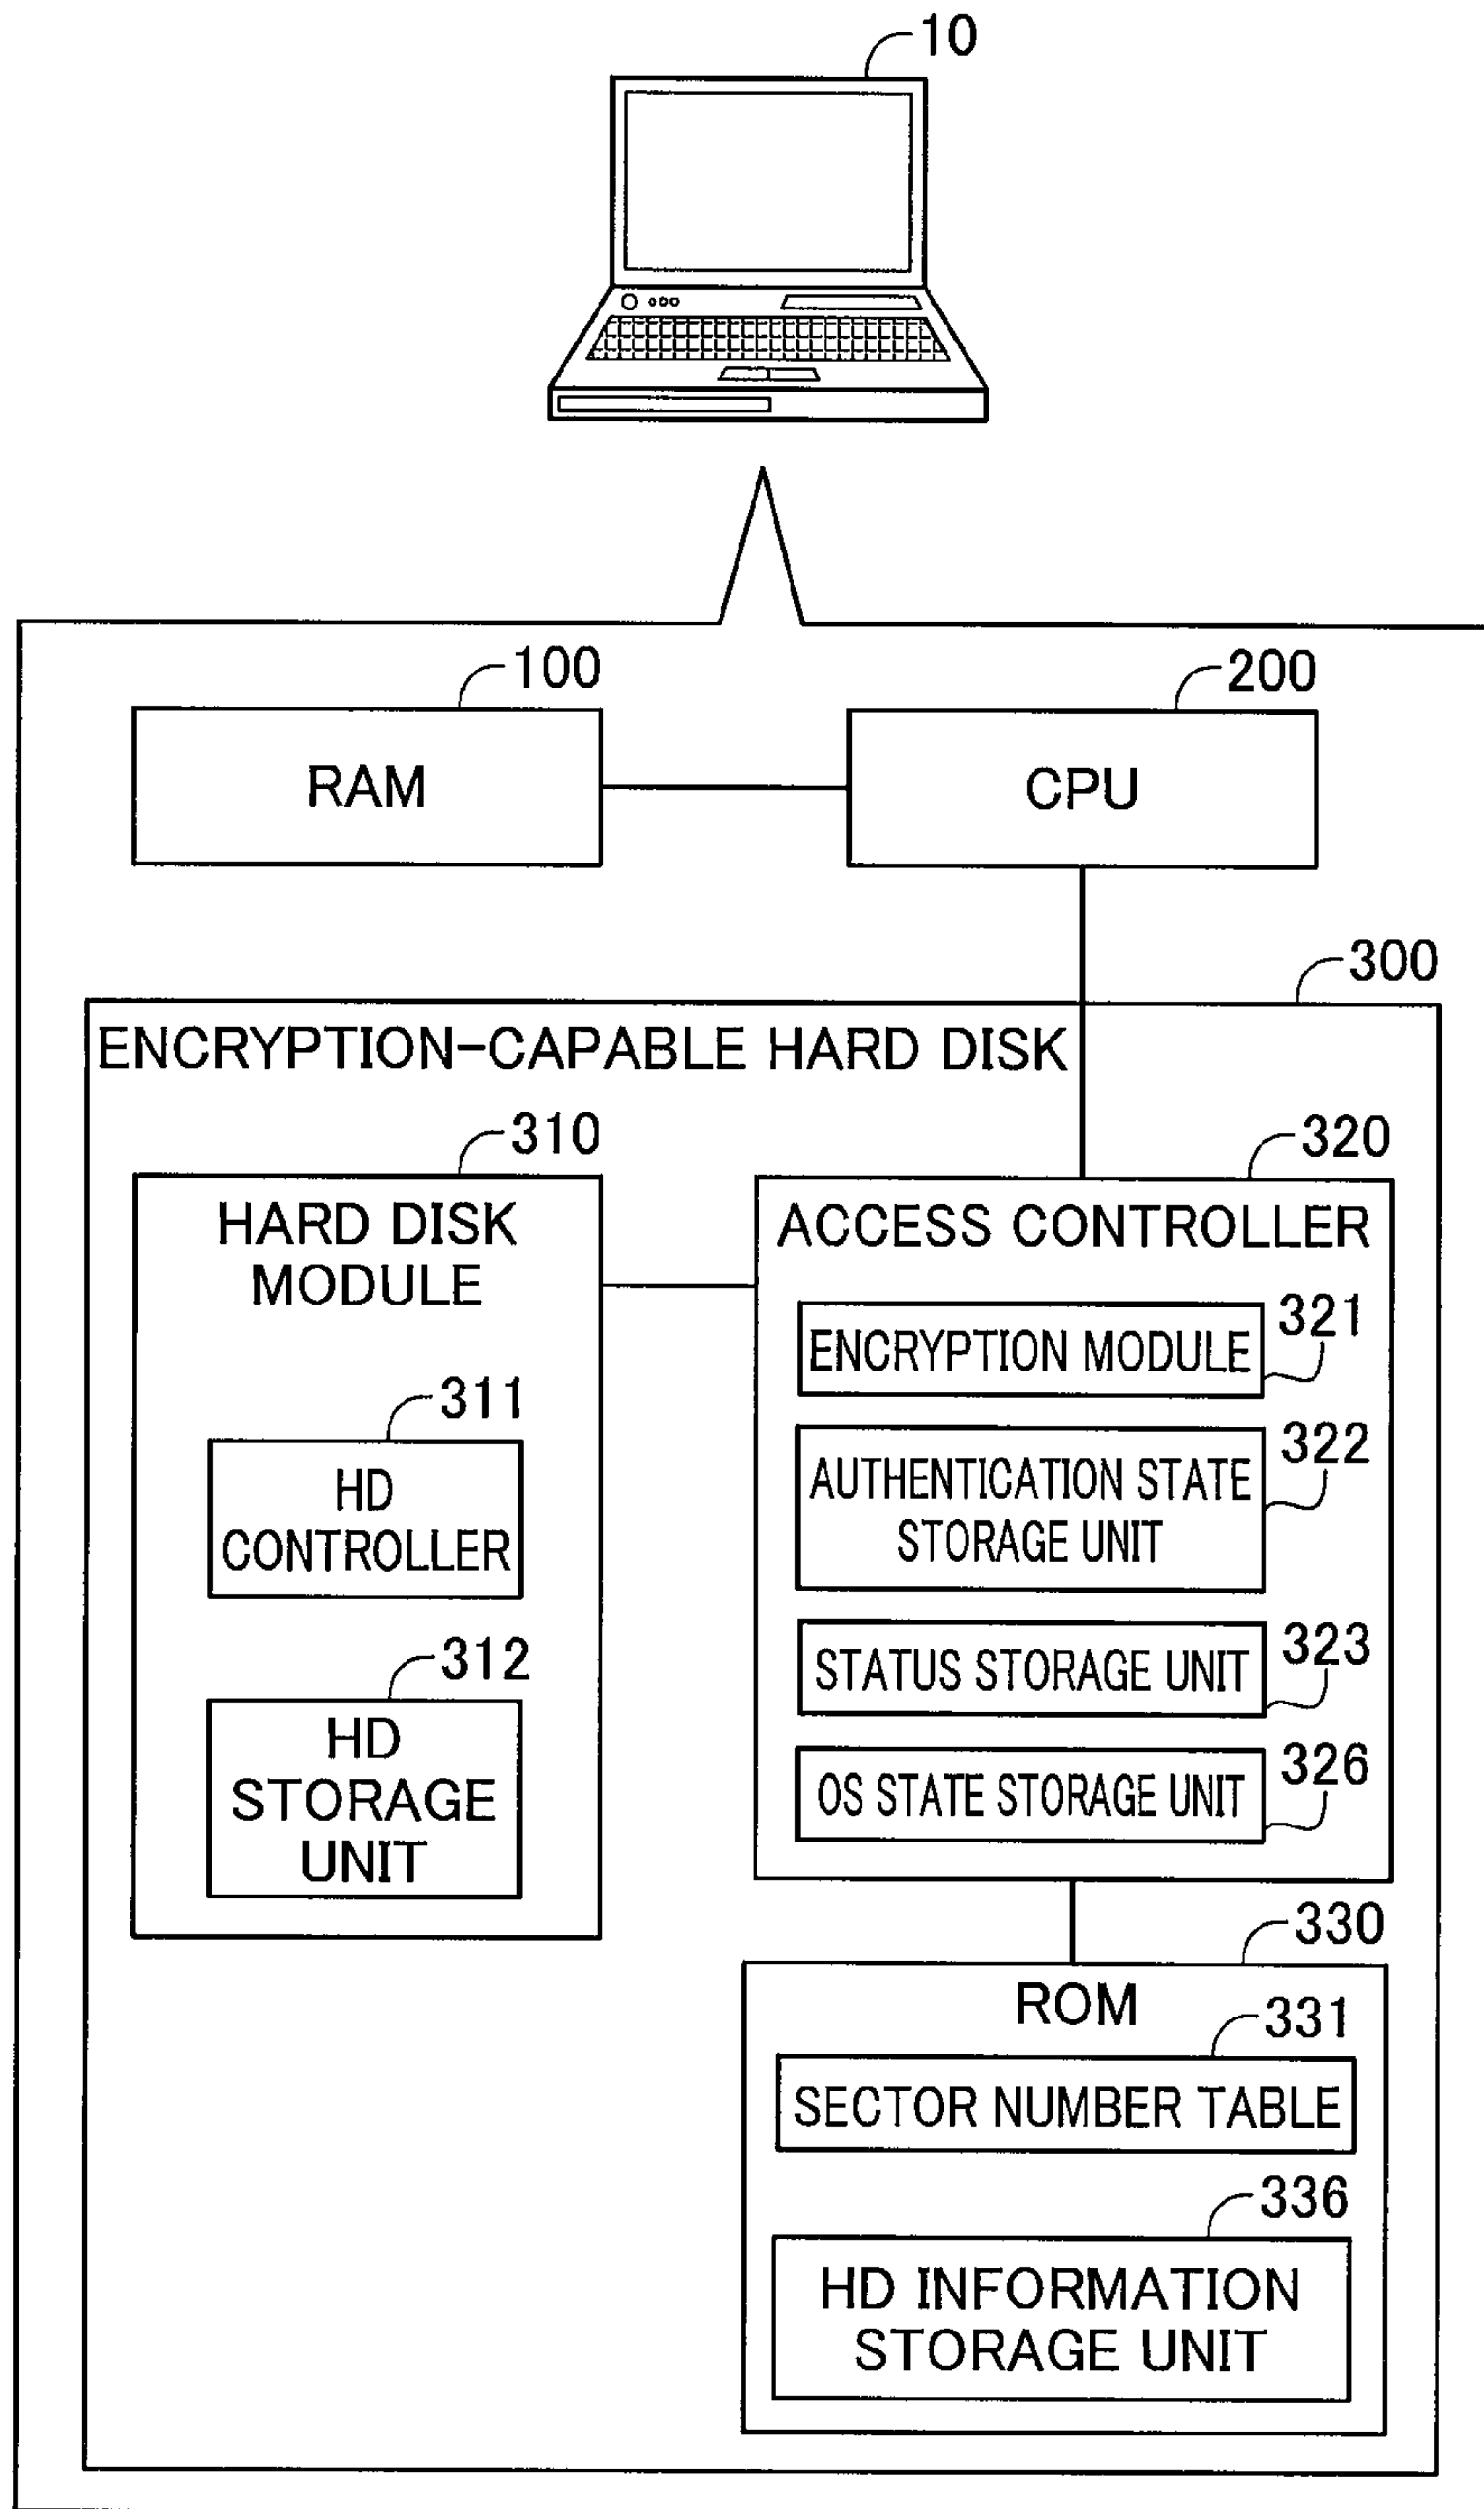 10
100
200
RAM
CPU
300
ENCRYPTION-CAPABLE HARD DISK
310
320
HARD DISK
MODULE
311
HD
CONTROLLER
312
HD
STORAGE
UNIT
ACCESS CONTROLLER
321
ENCRYPTION MODULE
322
AUTHENTICATION STATE
STORAGE UNIT
323
STATUS STORAGE UNIT
326
OS STATE STORAGE UNIT
330
ROM
331
SECTOR NUMBER TABLE
336
HD INFORMATION
STORAGE UNIT